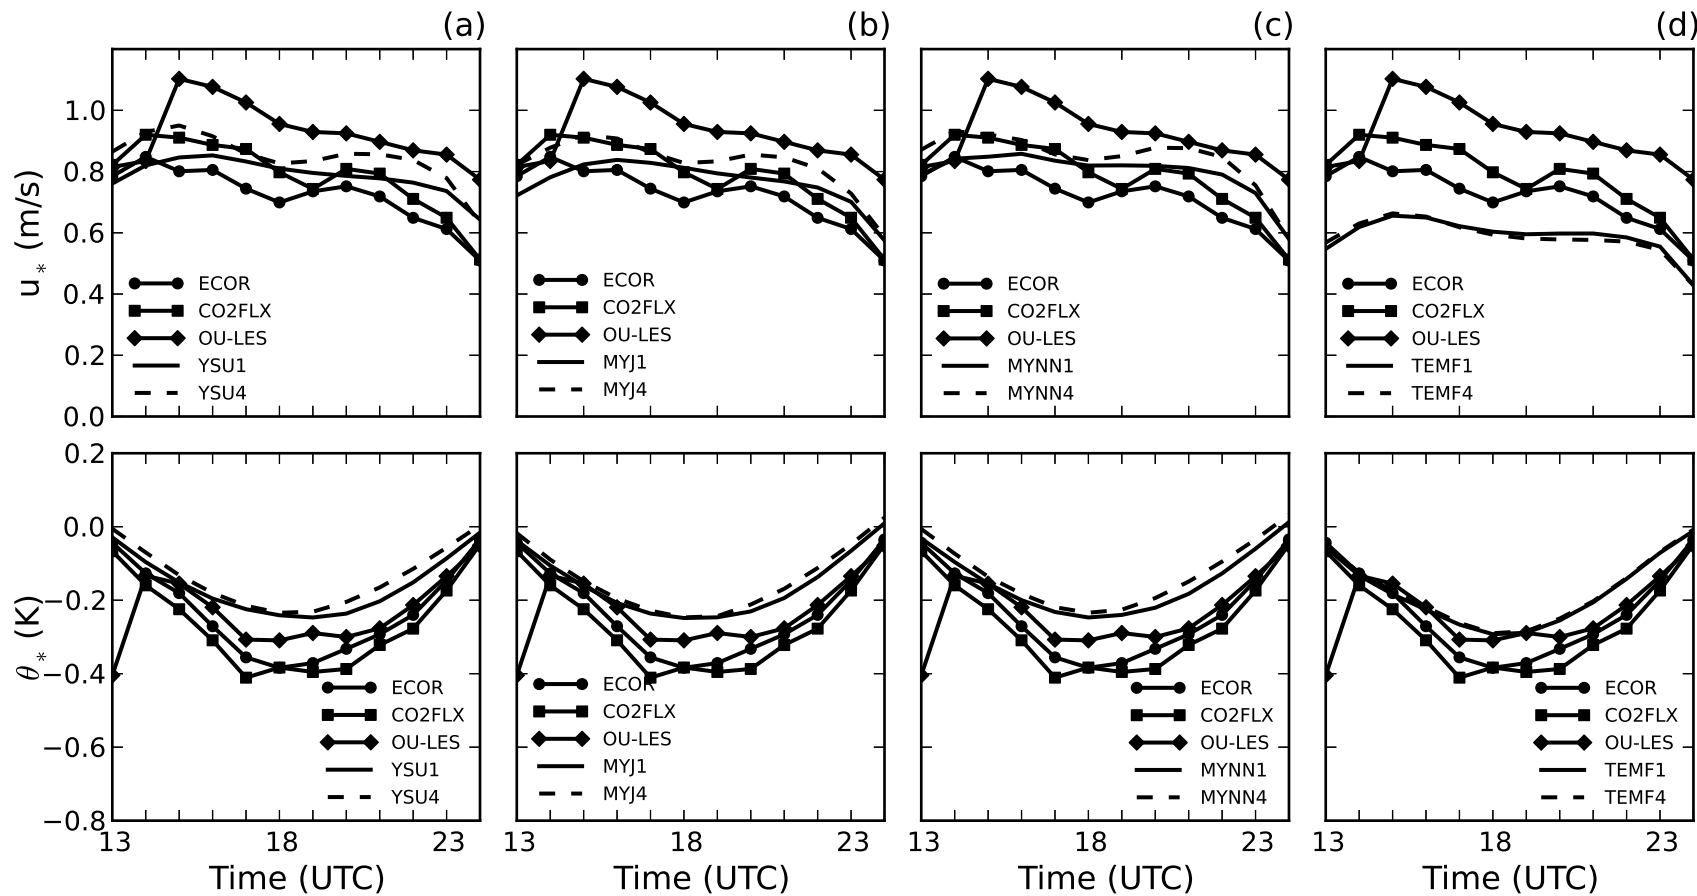 (a) (b) (c) (d)
1.0
0.8
0.6
0.4
0.2
0.0
u* (m/s)
ECOR
CO2FLX
OU-LES
YSU1
YSU4
ECOR
CO2FLX
OU-LES
MYJ1
MYJ4
ECOR
CO2FLX
OU-LES
MYNN1
MYNN4
ECOR
CO2FLX
OU-LES
TEMF1
TEMF4
0.2
0.0
−0.2
−0.4
−0.6
−0.8
θ* (K)
ECOR
CO2FLX
OU-LES
YSU1
YSU4
ECOR
CO2FLX
OU-LES
MYJ1
MYJ4
ECOR
CO2FLX
OU-LES
MYNN1
MYNN4
ECOR
CO2FLX
OU-LES
TEMF1
TEMF4
13 18 23 13 18 23 13 18 23 13 18 23
Time (UTC) Time (UTC) Time (UTC) Time (UTC)